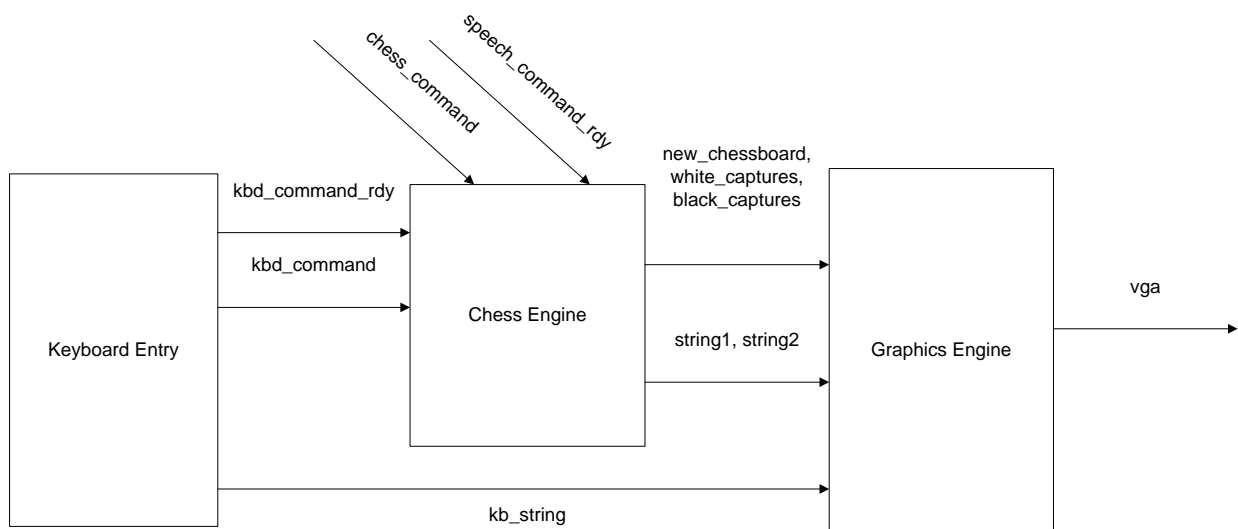 speech_command_rdy
chess_command
new_chessboard,
white_captures,
black_captures
kbd_command_rdy
kbd_command
vga
Chess Engine
string1, string2
Keyboard Entry
Graphics Engine
kb_string